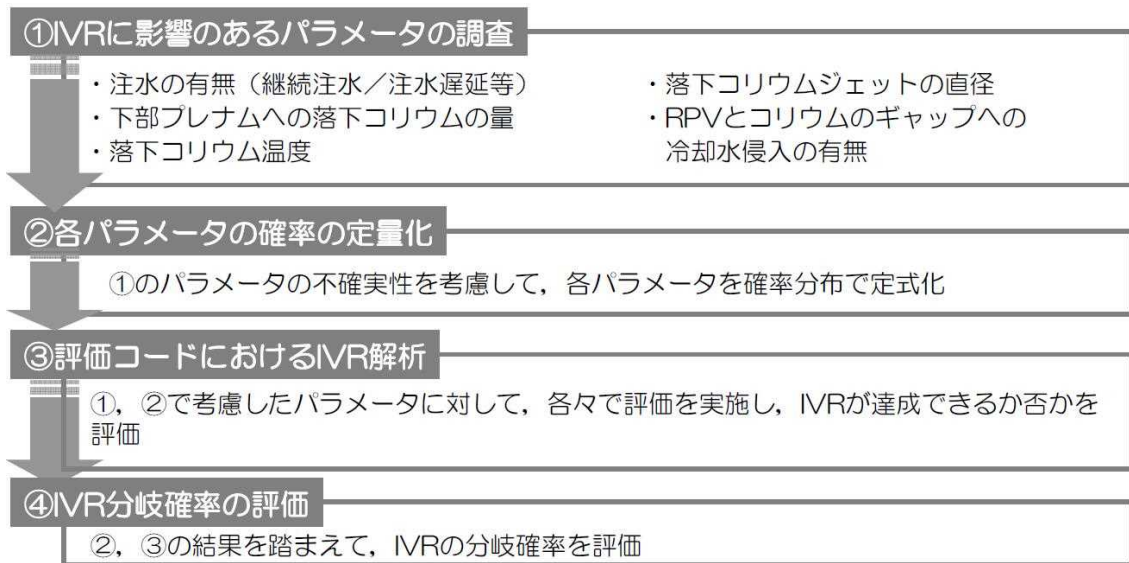 ①IVRに影響のあるパラメータの調査
・注水の有無（継続注水／注水遅延等）
・下部プレナムへの落下コリウムの量
・落下コリウム温度
・落下コリウムジェットの直径
・RPVとコリウムのギャップへの
冷却水侵入の有無
②各パラメータの確率の定量化
①のパラメータの不確実性を考慮して，各パラメータを確率分布で定式化
③評価コードにおけるIVR解析
①，②で考慮したパラメータに対して，各々で評価を実施し，IVRが達成できるか否かを
評価
④IVR分岐確率の評価
②，③の結果を踏まえて，IVRの分岐確率を評価